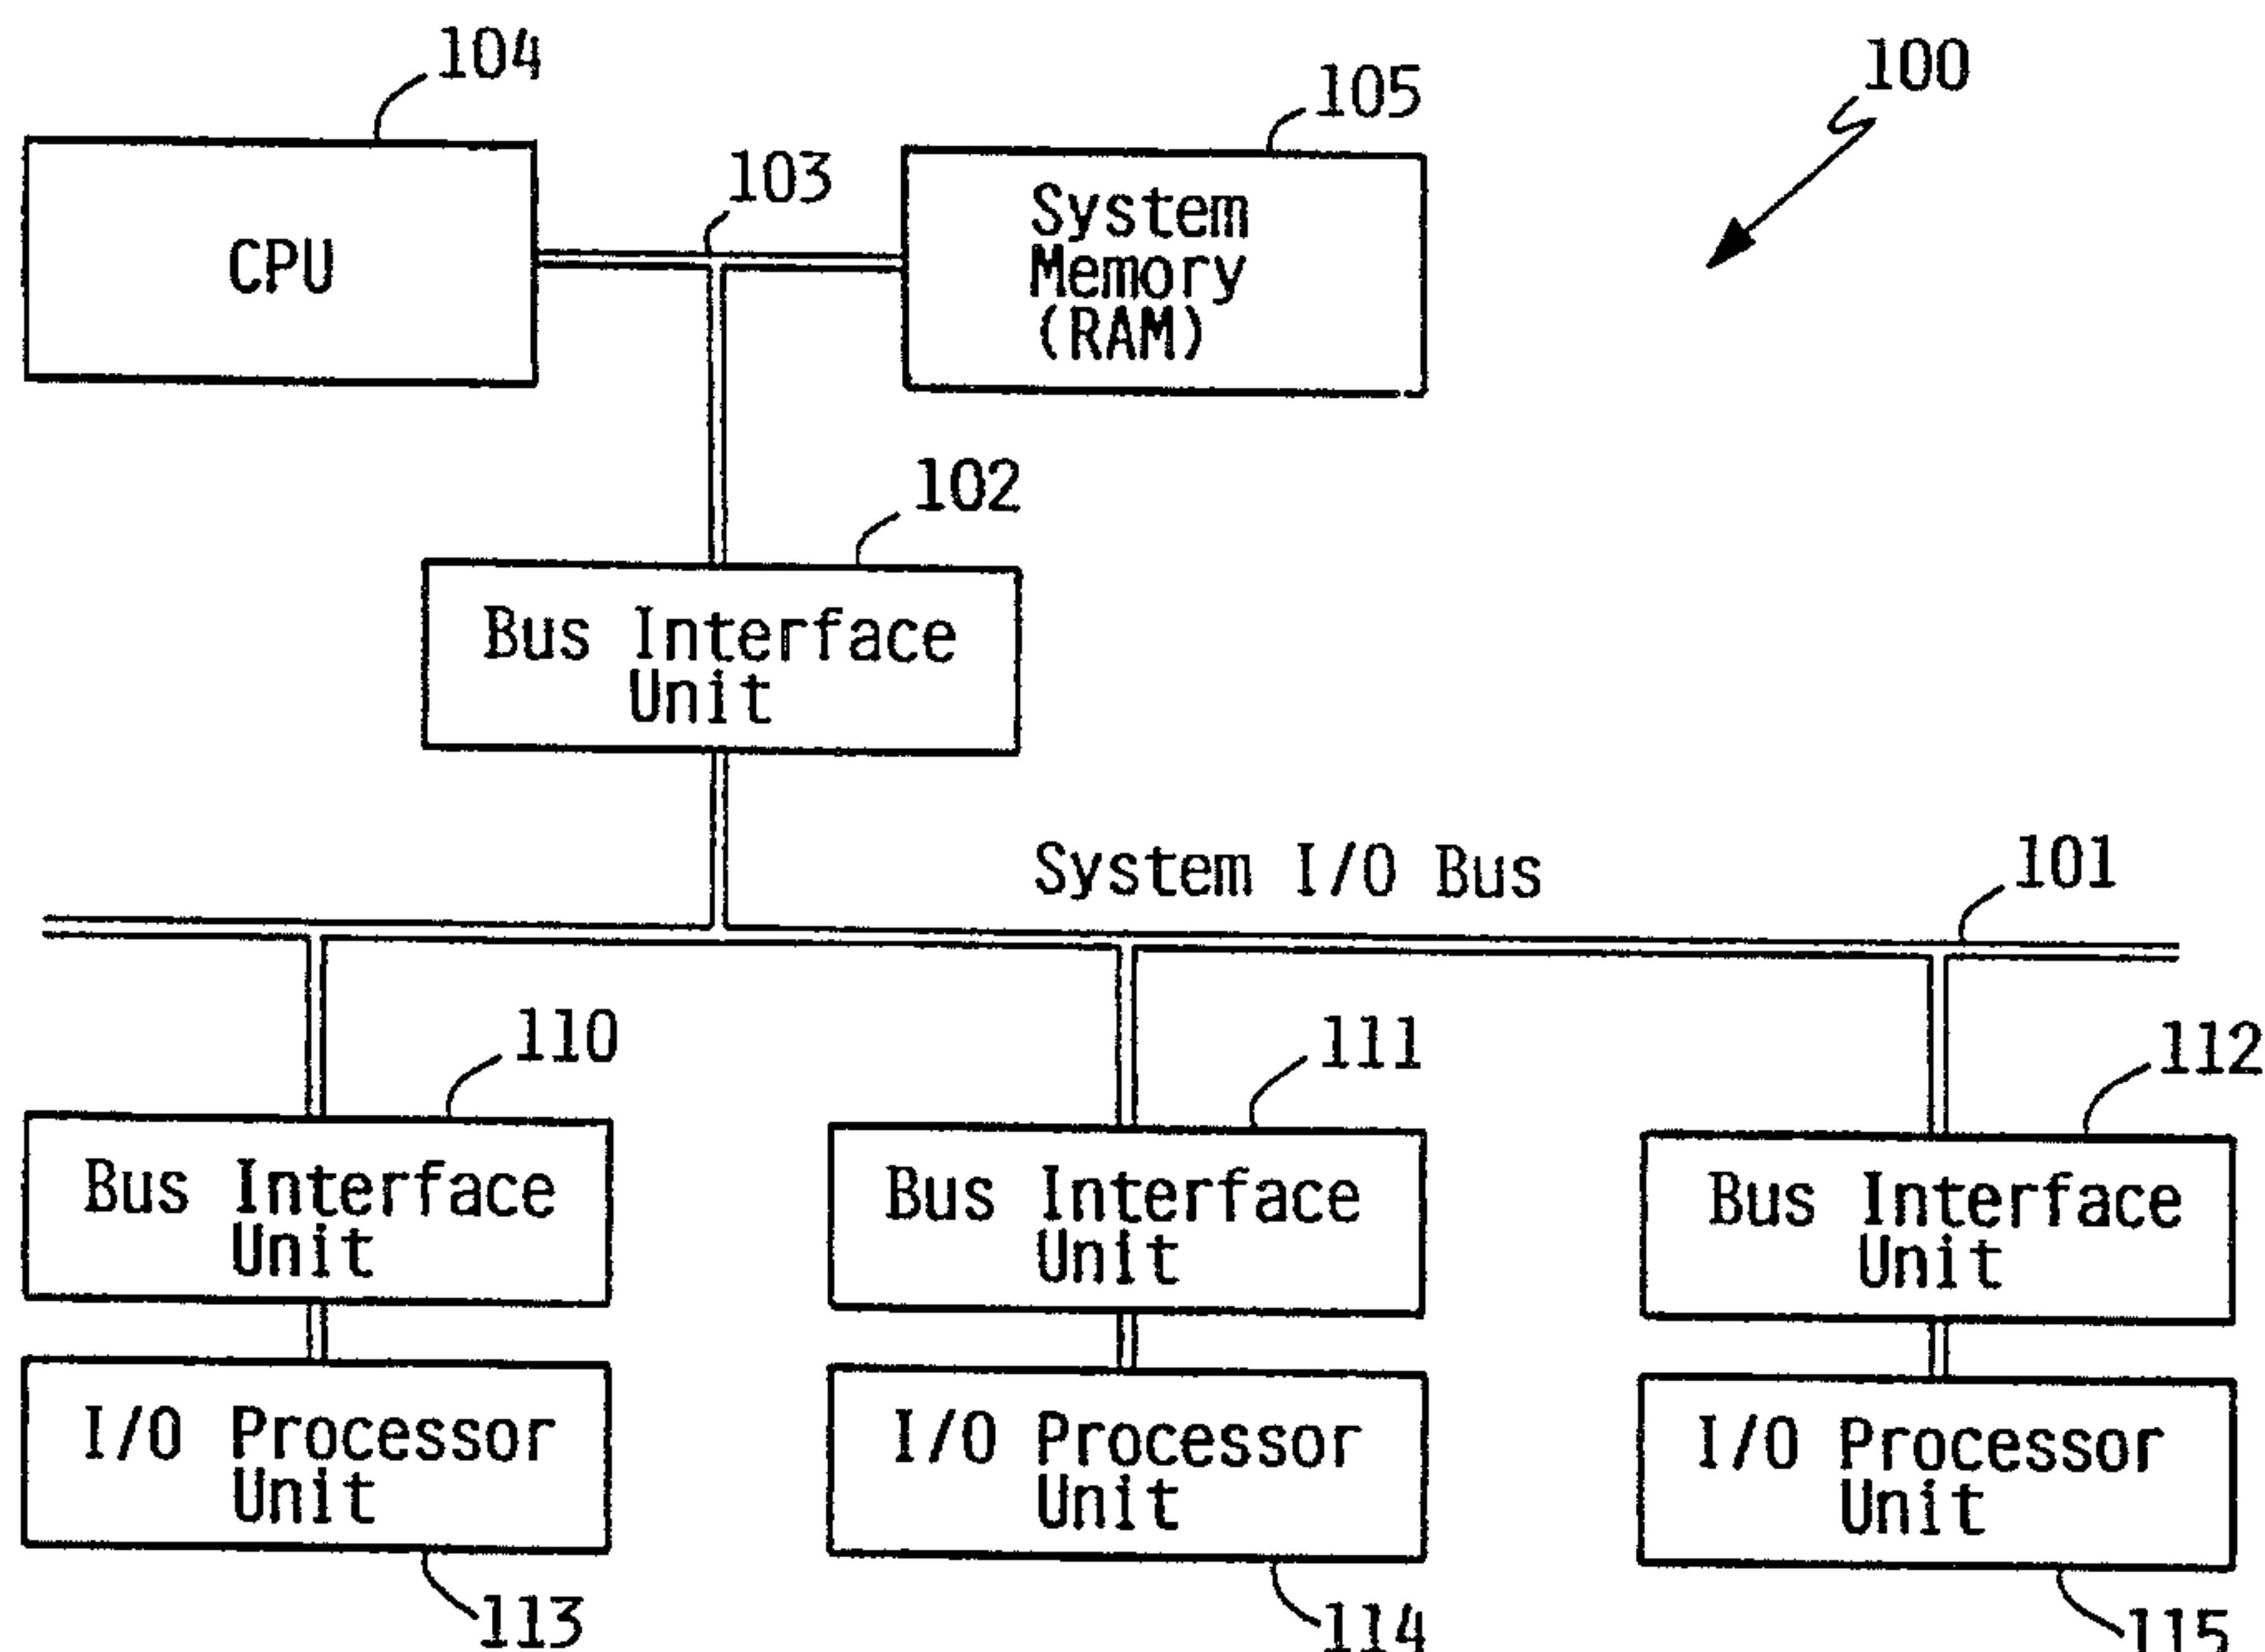 104
105
100
103
CPU
System
Memory
(RAM)
102
Bus Interface
Unit
System I/O Bus
101
110
111
112
Bus Interface
Unit
Bus Interface
Unit
Bus Interface
Unit
I/O Processor
Unit
I/O Processor
Unit
I/O Processor
Unit
113
114
115